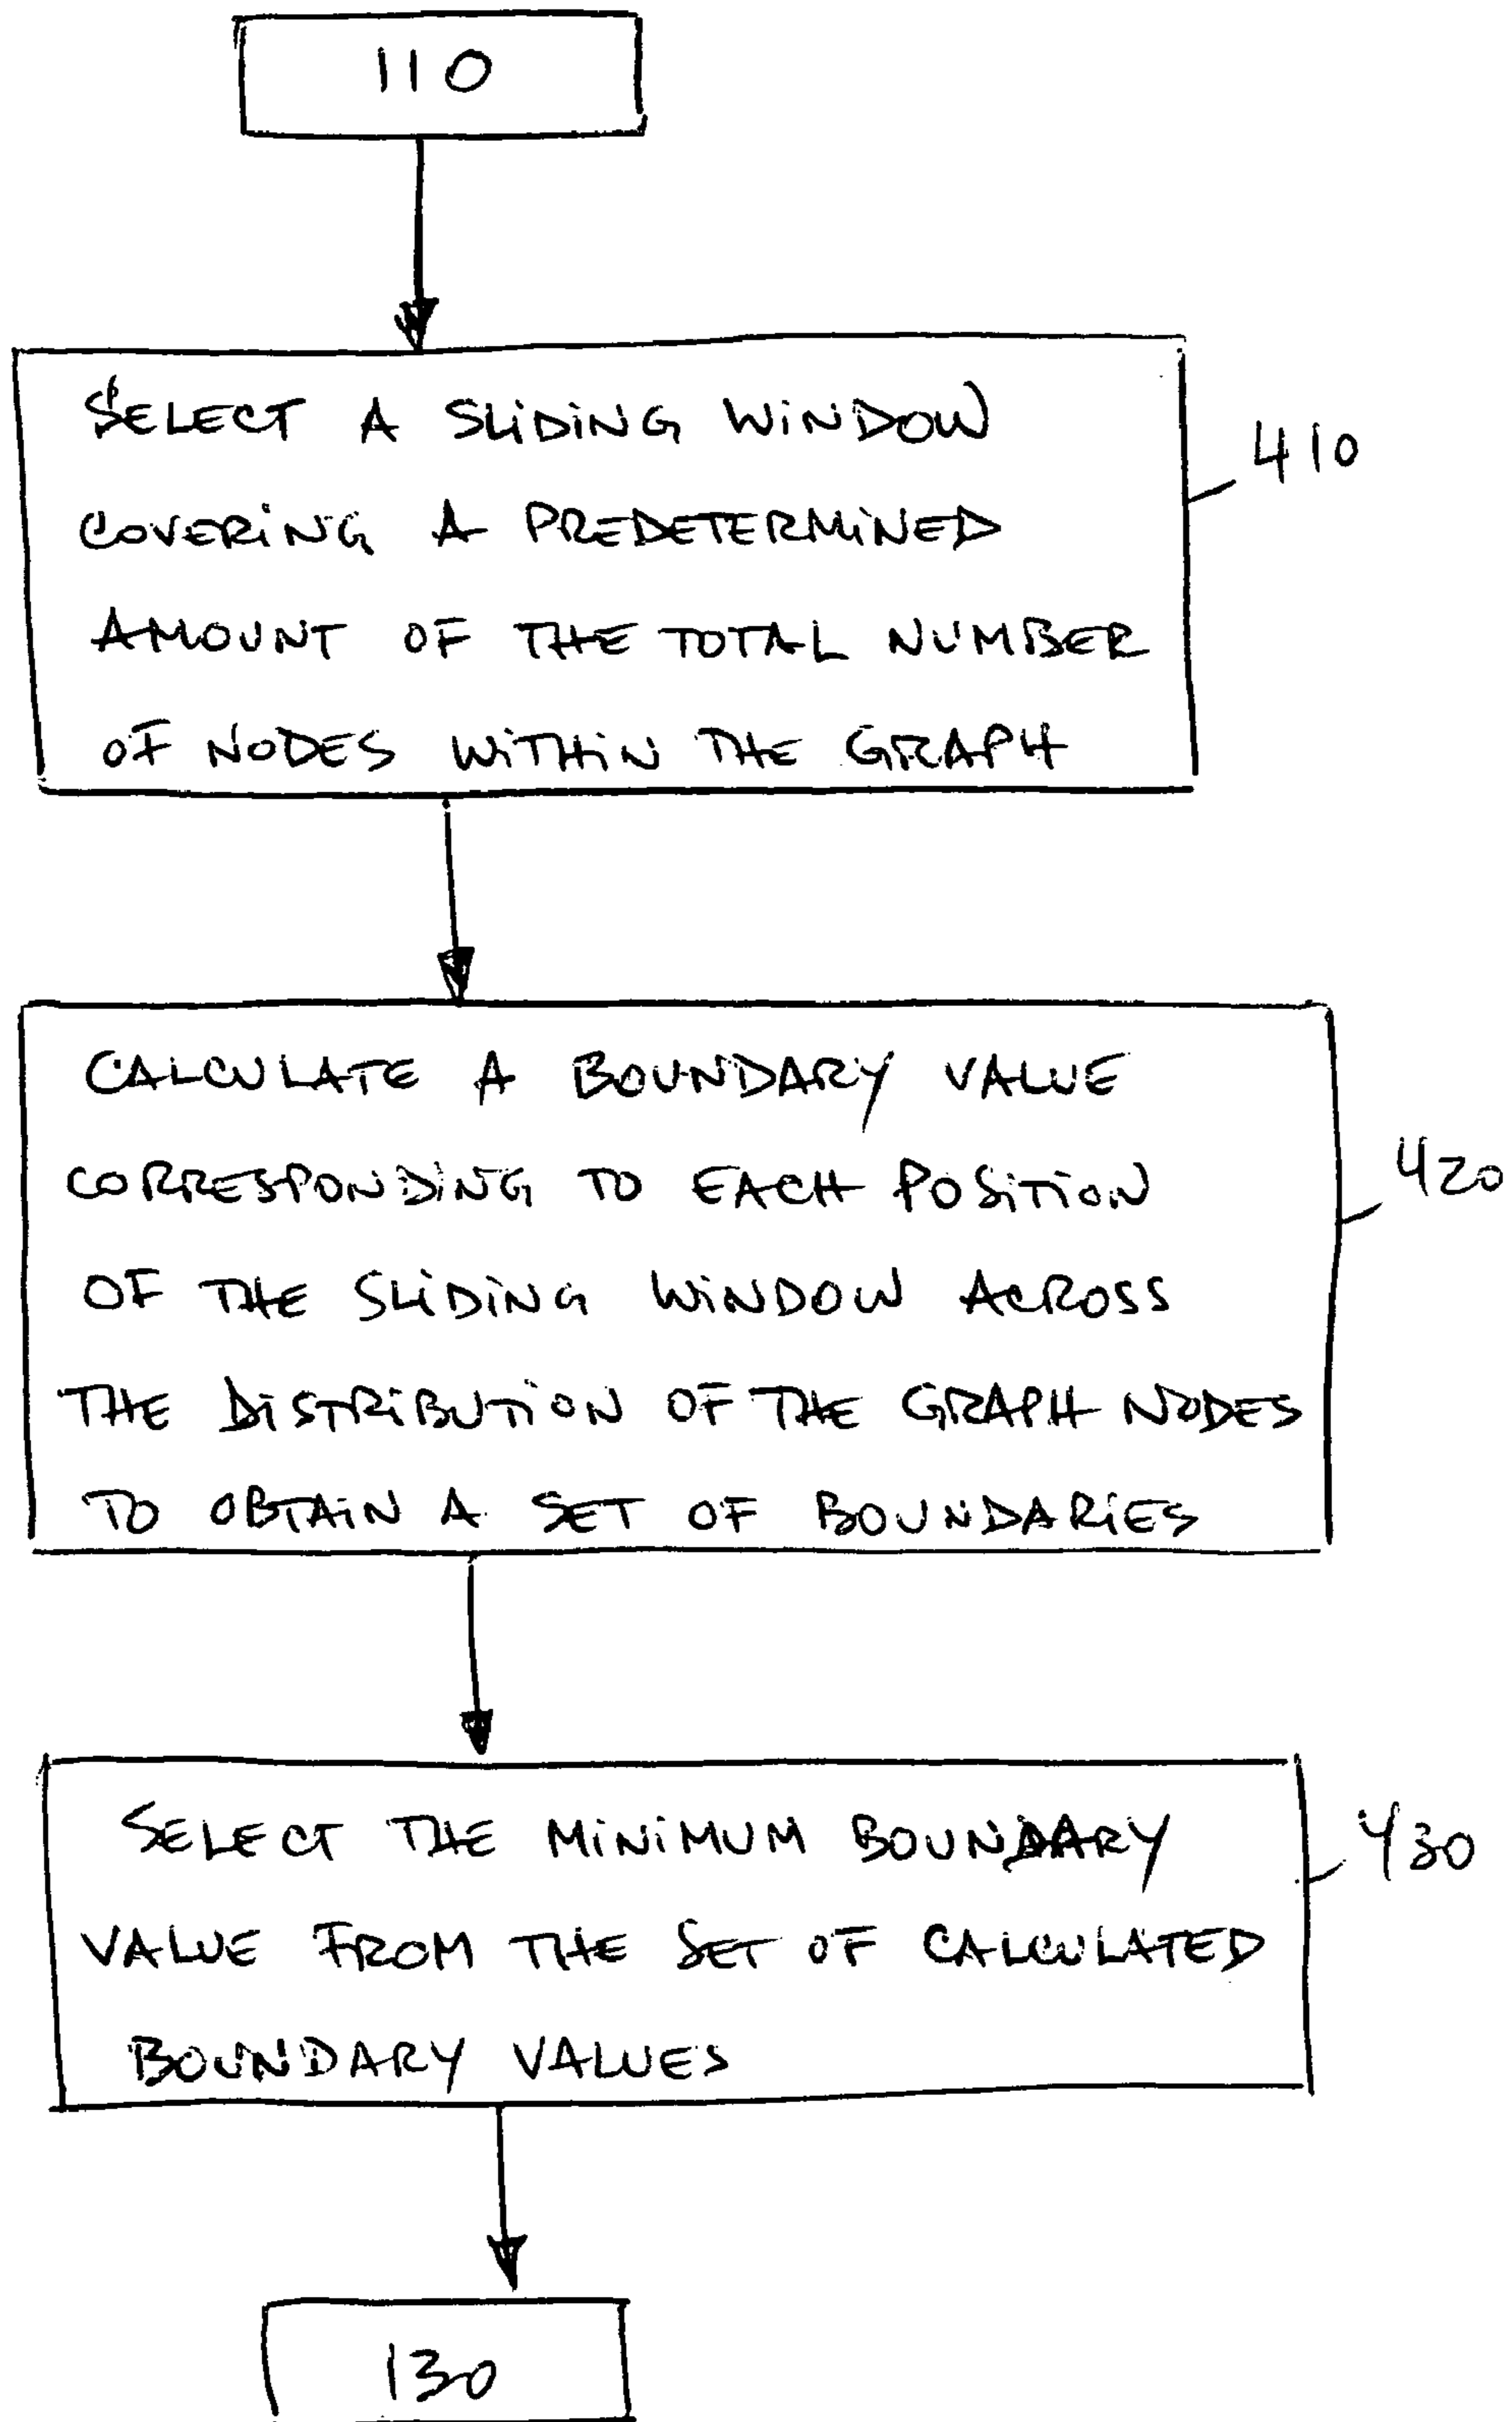 110
SELECT A SLIDING WINDOW
COVERING A PREDETERMINED
410
AMOUNT OF THE TOTAL NUMBER
OF NODES WITHIN THE GRAPH
CALCULATE A BOUNDARY VALUE
CORRESPONDING TO EACH POSITION
420
OF THE SLIDING WINDOW ACROSS
THE DISTRIBUTION OF THE GRAPH NODES
TO OBTAIN A SET OF BOUNDARIES
SELECT THE MINIMUM BOUNDARY
430
VALUE FROM THE SET OF CALCULATED
BOUNDARY VALUES
130